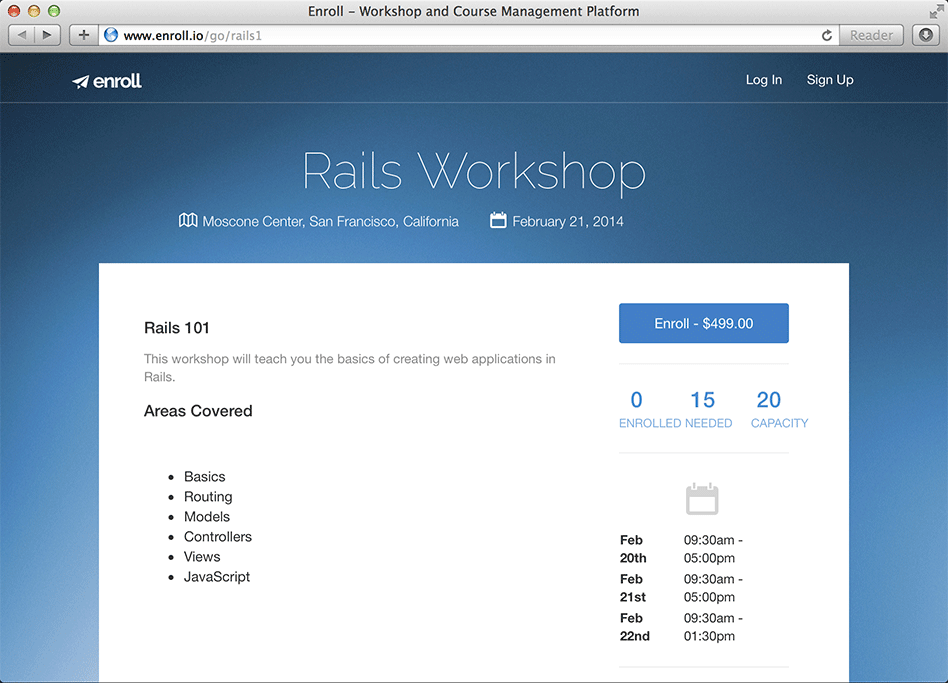 Enroll – Workshop and Course Management Platform
www.enroll.io/go/rails1
Reader
enroll
Log In
Sign Up
Rails Workshop
Moscone Center, San Francisco, California
February 21, 2014
Rails 101
This workshop will teach you the basics of creating web applications in
Rails.
Areas Covered
Basics
Routing
Models
Controllers
Views
JavaScript
Enroll - $499.00
0 15 20
ENROLLED NEEDED CAPACITY
Feb 09:30am -
20th 05:00pm
Feb 09:30am -
21st 05:00pm
Feb 09:30am -
22nd 01:30pm